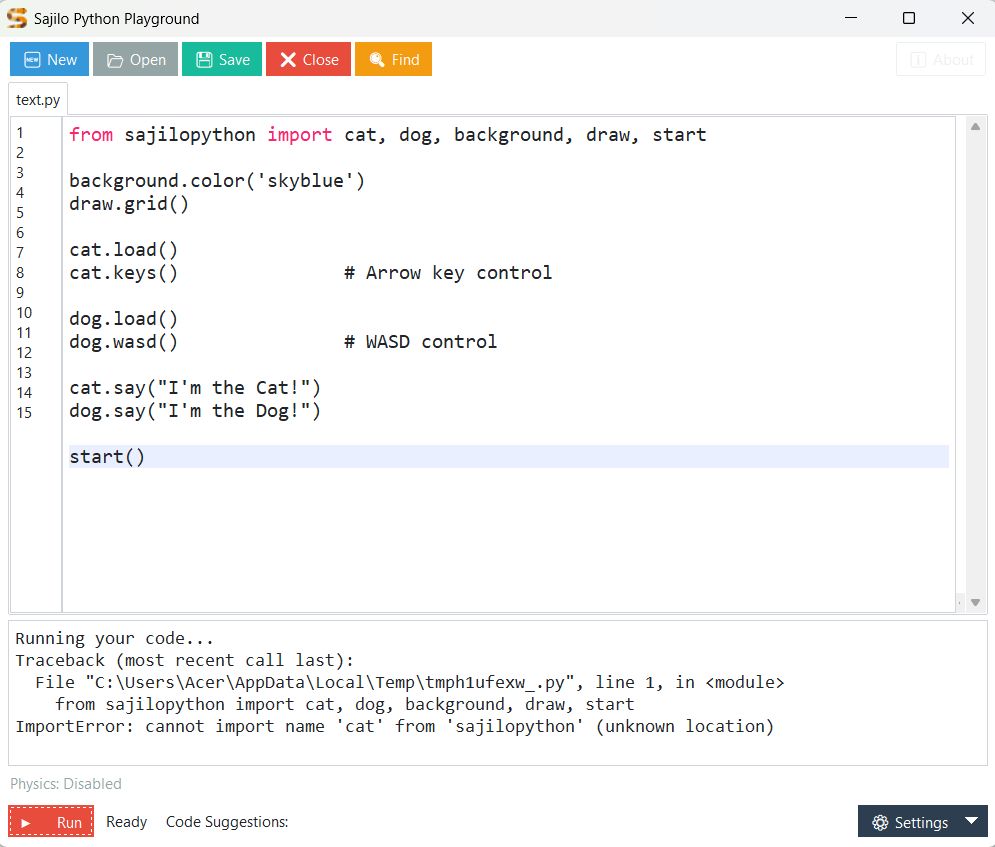 Sajilo Python Playground
New Open Save Close Find About
text.py
1 from sajilopython import cat, dog, background, draw, start
2
3 background.color('skyblue')
4 draw.grid()
5
6 cat.load()
7 cat.keys() # Arrow key control
8
9 dog.load()
10 dog.wasd() # WASD control
11
12 cat.say("I'm the Cat!")
13 dog.say("I'm the Dog!")
14
15 start()
Running your code...
Traceback (most recent call last):
File "C:\Users\Acer\AppData\Local\Temp\tmph1ufexw_.py", line 1, in <module>
from sajilopython import cat, dog, background, draw, start
ImportError: cannot import name 'cat' from 'sajilopython' (unknown location)
Physics: Disabled
Run Ready Code Suggestions: Settings